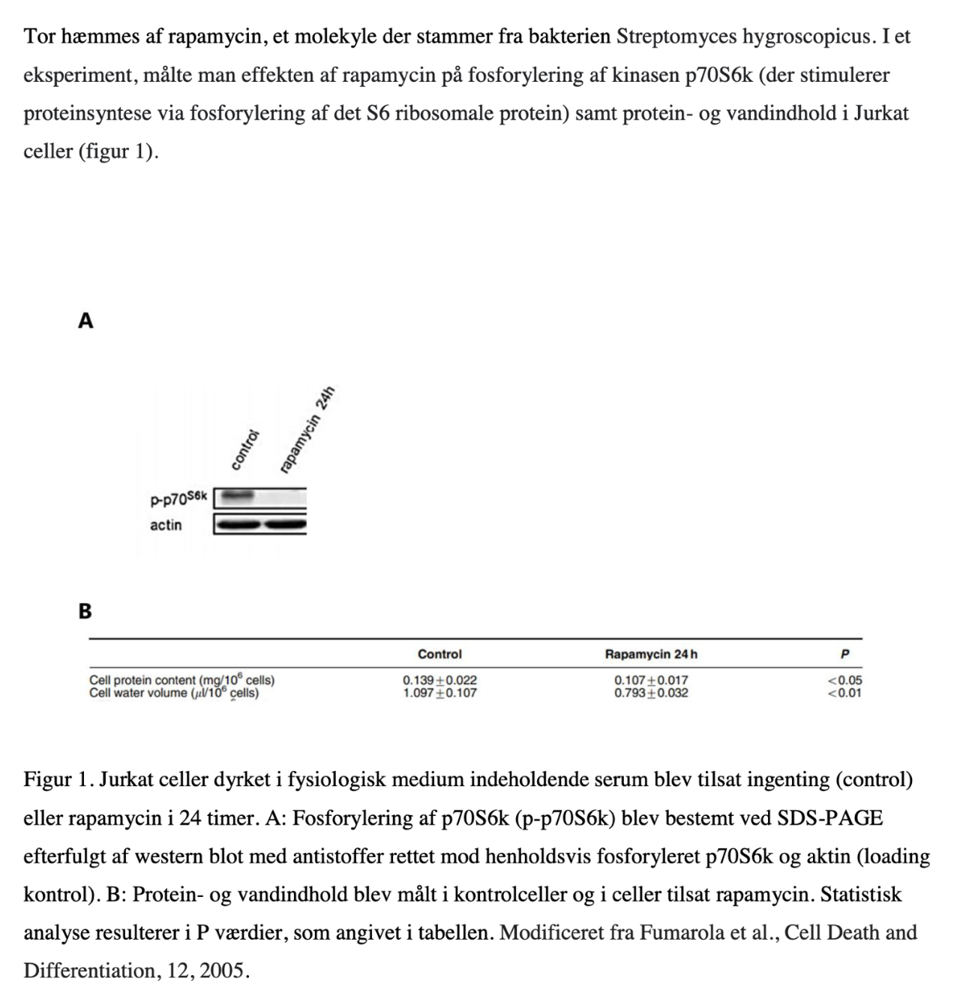 Tor hæmmes af rapamycin, et molekyle der stammer fra bakterien Streptomyces hygroscopicus. I et
eksperiment, målte man effekten af rapamycin på fosforylering af kinasen p70S6k (der stimulerer
proteinsyntese via fosforylering af det S6 ribosomale protein) samt protein- og vandindhold i Jurkat
celler (figur 1).
A
control
rapamycin 24h
p-p70S6k
actin
B
Control Rapamycin 24 h P
Cell protein content (mg/10⁶ cells) 0.139±0.022 0.107±0.017 <0.05
Cell water volume (μl/10⁶ cells) 1.097±0.107 0.793±0.032 <0.01
Figur 1. Jurkat celler dyrket i fysiologisk medium indeholdende serum blev tilsat ingenting (control)
eller rapamycin i 24 timer. A: Fosforylering af p70S6k (p-p70S6k) blev bestemt ved SDS-PAGE
efterfulgt af western blot med antistoffer rettet mod henholdsvis fosforyleret p70S6k og aktin (loading
kontrol). B: Protein- og vandindhold blev målt i kontrolceller og i celler tilsat rapamycin. Statistisk
analyse resulterer i P værdier, som angivet i tabellen. Modificeret fra Fumarola et al., Cell Death and
Differentiation, 12, 2005.